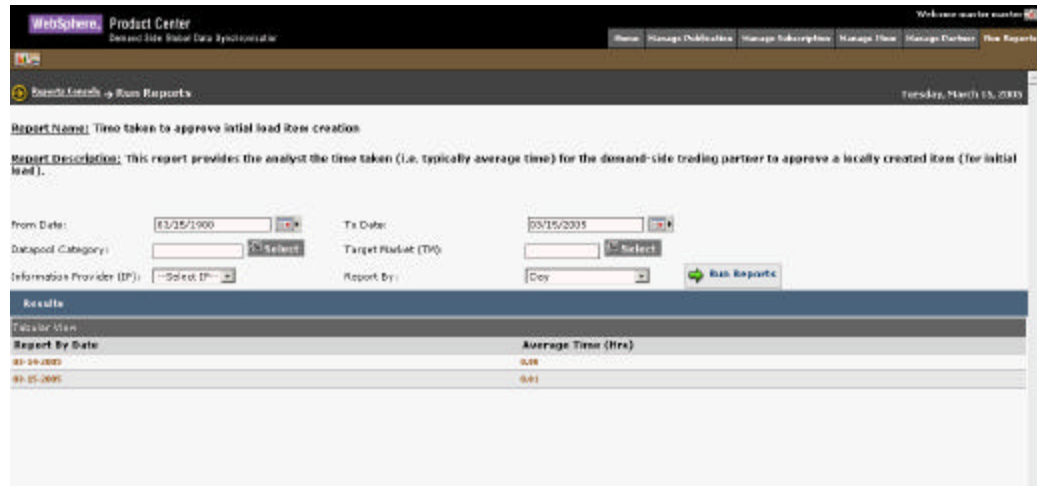 WebSphere. Product Center
Demand Side Global Data Synchronization
Welcome master master
Home Manage Publication Manage Subscription Manage Item Manage Partner Run Reports
Reports Console → Run Reports
Tuesday, March 15, 2005
Report Name: Time taken to approve intial load item creation
Report Description: This report provides the analyst the time taken (i.e. typically average time) for the demand-side trading partner to approve a locally created item (for initial
load).
From Date: 03/15/1900 To Date: 03/15/2005
Datapool Category: Select Target Market (TM): Select
Information Provider (IP): --Select IP-- Report By: Day Run Reports
Results
Tabular View
Report By Date Average Time (Hrs)
03-14-2005
03-15-2005 0.03